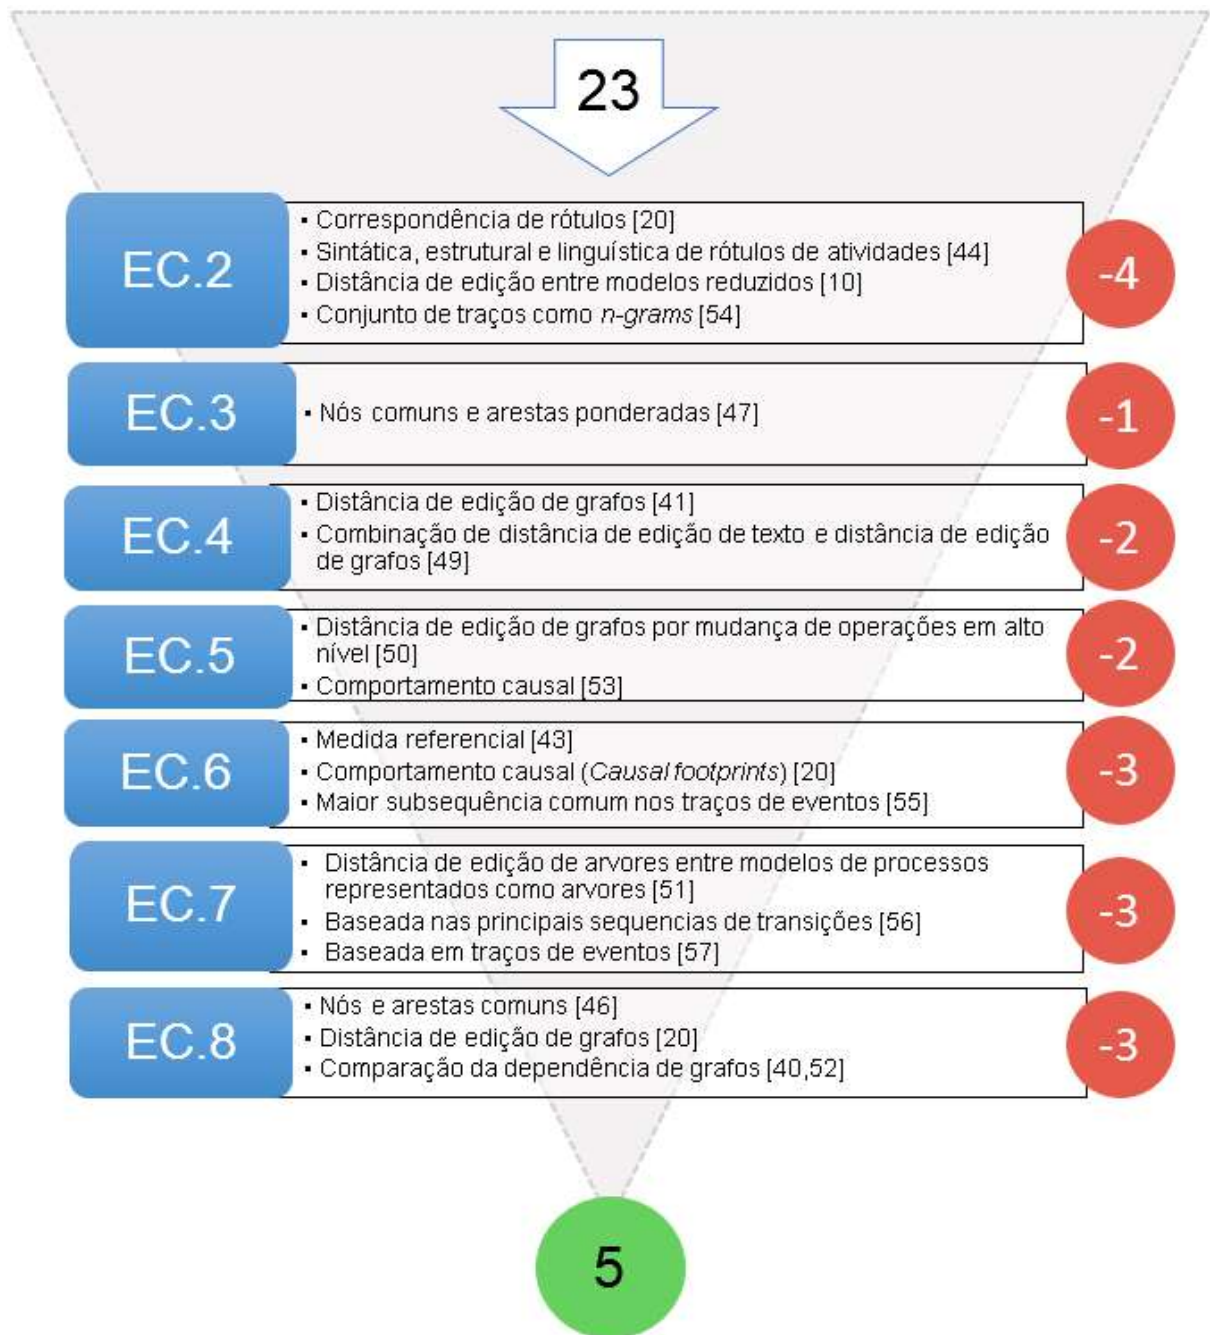 23
EC.2
▪ Correspondência de rótulos [20]
▪ Sintática, estrutural e linguística de rótulos de atividades [44]
▪ Distância de edição entre modelos reduzidos [10]
▪ Conjunto de traços como n-grams [54]
-4
EC.3
▪ Nós comuns e arestas ponderadas [47]
-1
EC.4
▪ Distância de edição de grafos [41]
▪ Combinação de distância de edição de texto e distância de edição
de grafos [49]
-2
EC.5
▪ Distância de edição de grafos por mudança de operações em alto
nível [50]
▪ Comportamento causal [53]
-2
EC.6
▪ Medida referencial [43]
▪ Comportamento causal (Causal footprints) [20]
▪ Maior subsequência comum nos traços de eventos [55]
-3
EC.7
▪ Distância de edição de arvores entre modelos de processos
representados como arvores [51]
▪ Baseada nas principais sequencias de transições [56]
▪ Baseada em traços de eventos [57]
-3
EC.8
▪ Nós e arestas comuns [46]
▪ Distância de edição de grafos [20]
▪ Comparação da dependência de grafos [40,52]
-3
5